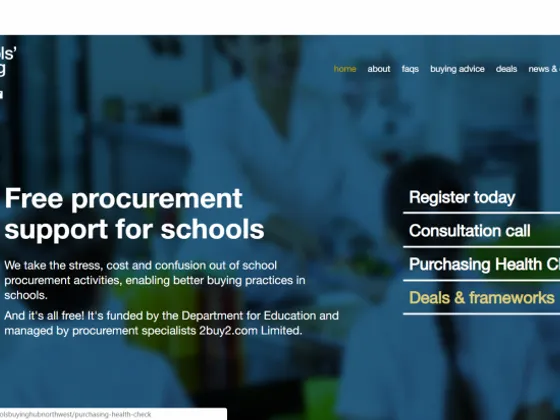 ols'
g
home about faqs buying advice deals news &
Free procurement
support for schools
Register today
Consultation call
Purchasing Health C
Deals & frameworks
We take the stress, cost and confusion out of school
procurement activities, enabling better buying practices in
schools.
And it's all free! It's funded by the Department for Education and
managed by procurement specialists 2buy2.com Limited.
olsbuyinghubnorthwest/purchasing-health-check